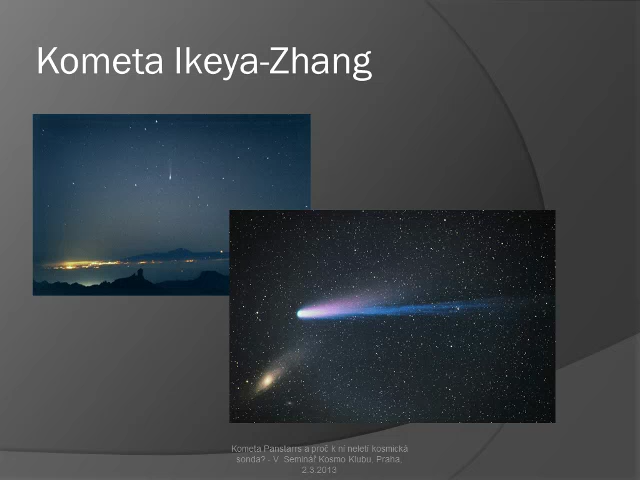 Kometa Ikeya-Zhang
Kometa Panstarrs a proč k ní neletí kosmická
sonda? - V. Seminář Kosmo Klubu, Praha,
2.3.2013